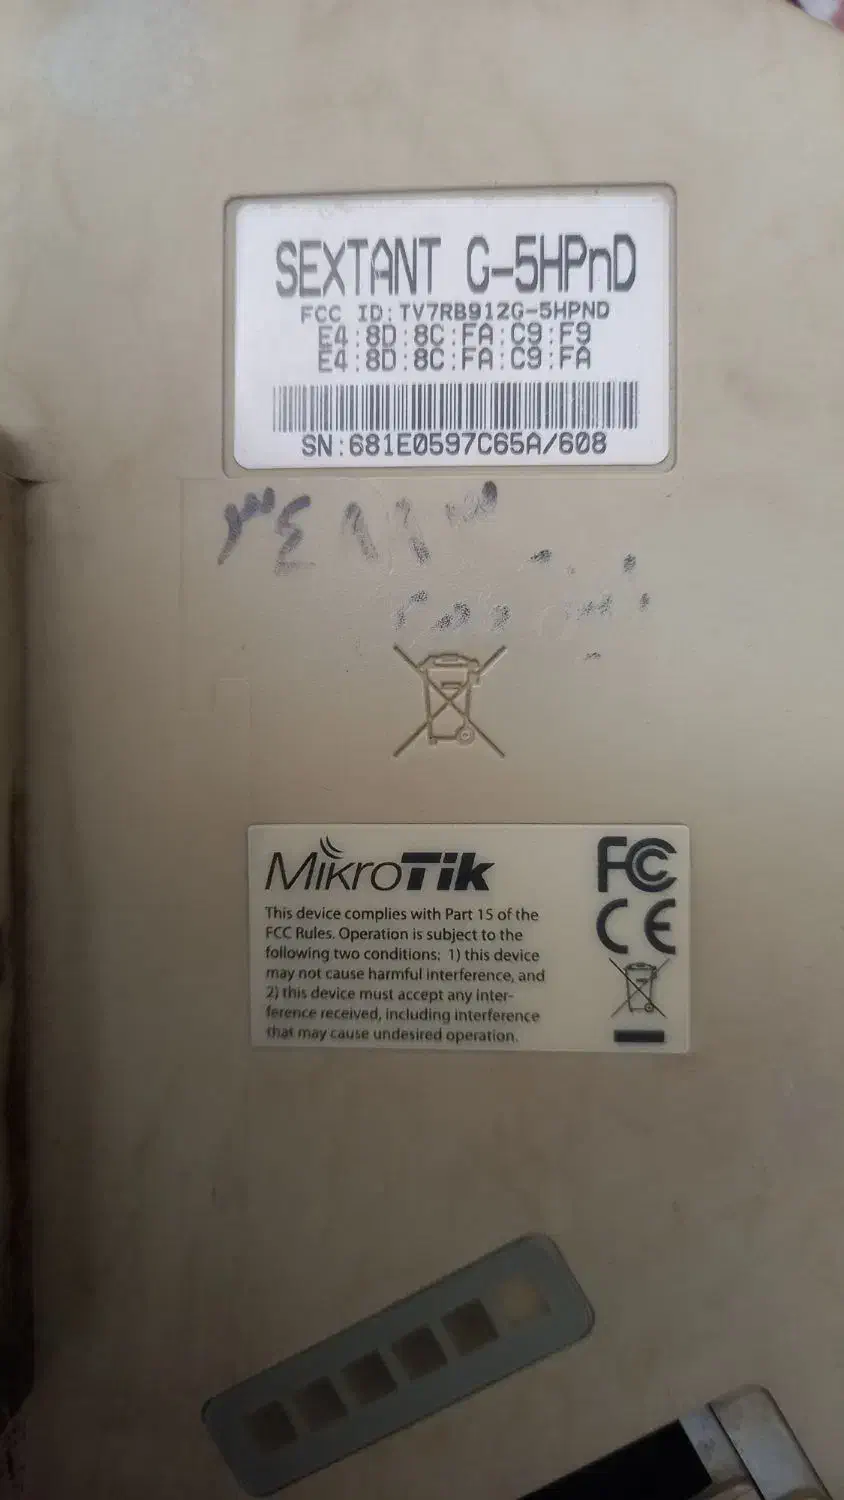 SEXTANT G-5HPnD
FCC ID:TV7RB912G-5HPND
E4:8D:8C:FA:C9:F9
E4:8D:8C:FA:C9:FA
SN:681E0597C65A/608
MikroTik
FC
CE
This device complies with Part 15 of the
FCC Rules. Operation is subject to the
following two conditions: 1) this device
may not cause harmful interference, and
2) this device must accept any inter-
ference received, including interference
that may cause undesired operation.